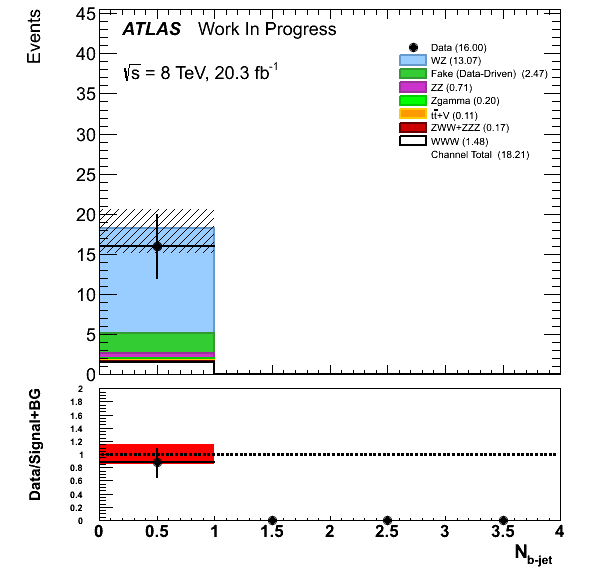 Events
45
40
35
30
25
20
15
10
5
0
ATLAS Work In Progress
√s = 8 TeV, 20.3 fb⁻¹
Data (16.00)
WZ (13.07)
Fake (Data-Driven) (2.47)
ZZ (0.71)
Zgamma (0.20)
tt̄+V (0.11)
ZWW+ZZZ (0.17)
WWW (1.48)
Channel Total (18.21)
Data/Signal+BG
2
1.8
1.6
1.4
1.2
1
0.8
0.6
0.4
0.2
0
0 0.5 1 1.5 2 2.5 3 3.5 4
N_b-jet